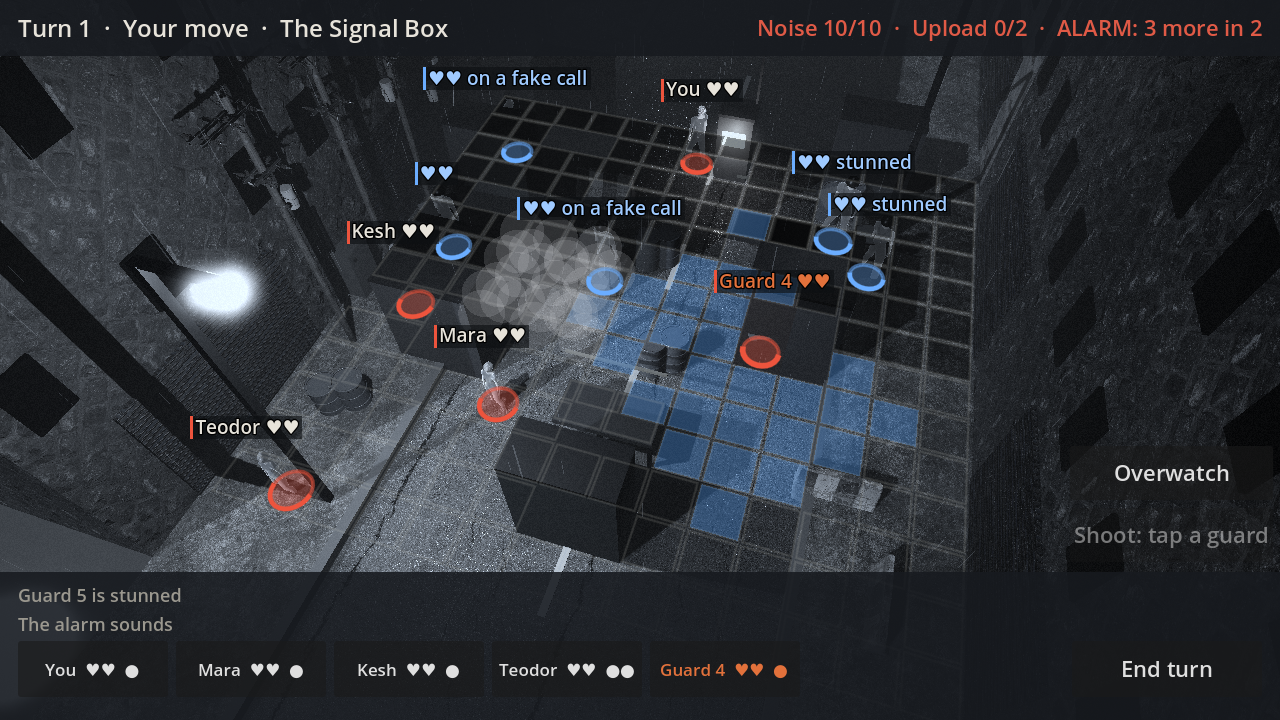 Turn 1 · Your move · The Signal Box
Noise 10/10 · Upload 0/2 · ALARM: 3 more in 2
♥♥ on a fake call
You ♥♥
♥♥ stunned
♥♥
♥♥ stunned
♥♥ on a fake call
Kesh ♥♥
Guard 4 ♥♥
Mara ♥♥
Teodor ♥♥
Overwatch
Shoot: tap a guard
Guard 5 is stunned
The alarm sounds
You ♥♥ ●
Mara ♥♥ ●
Kesh ♥♥ ●
Teodor ♥♥ ●●
Guard 4 ♥♥ ●
End turn